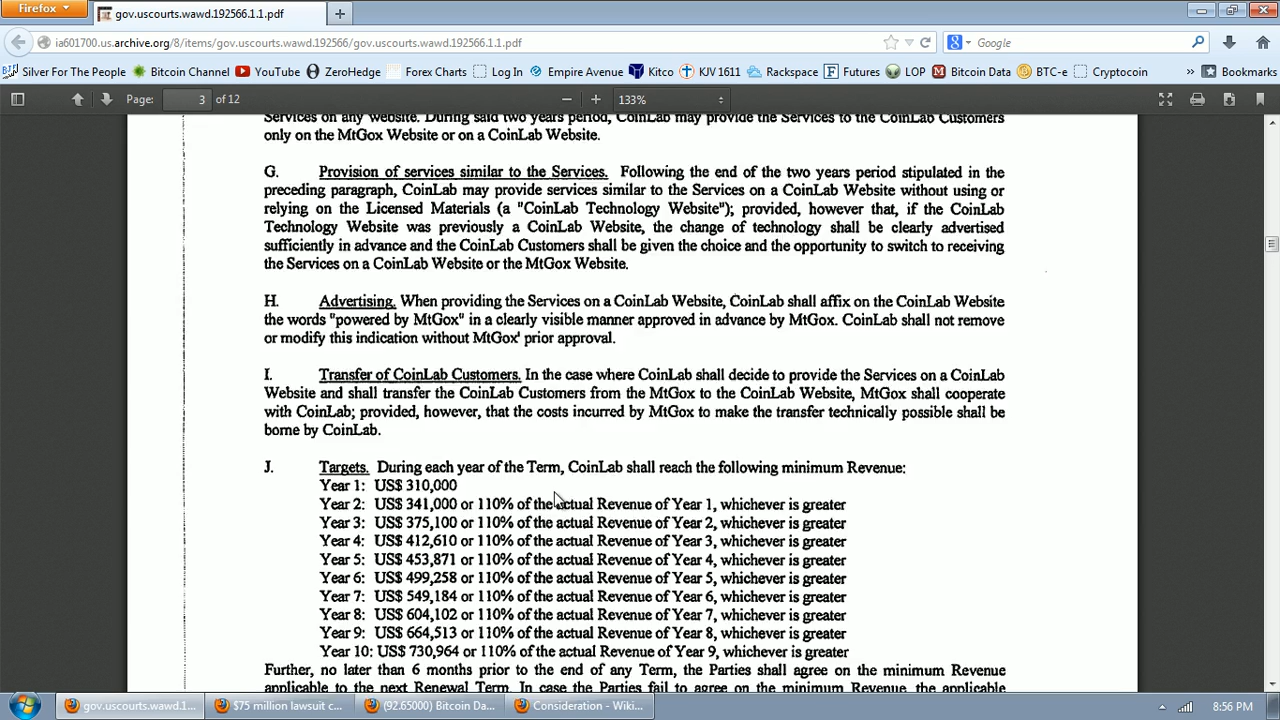 Firefox
gov.uscourts.wawd.192566.1.1.pdf
ia601700.us.archive.org/8/items/gov.uscourts.wawd.192566/gov.uscourts.wawd.192566.1.1.pdf
Google
Silver For The People Bitcoin Channel YouTube ZeroHedge Forex Charts Log In Empire Avenue Kitco KJV 1611 Rackspace Futures LOP Bitcoin Data BTC-e Cryptocoin » Bookmarks
Page: 3 of 12 133%
Services on any website. During said two years period, CoinLab may provide the Services to the CoinLab Customers
only on the MtGox Website or on a CoinLab Website.
G. Provision of services similar to the Services. Following the end of the two years period stipulated in the
preceding paragraph, CoinLab may provide services similar to the Services on a CoinLab Website without using or
relying on the Licensed Materials (a "CoinLab Technology Website"); provided, however that, if the CoinLab
Technology Website was previously a CoinLab Website, the change of technology shall be clearly advertised
sufficiently in advance and the CoinLab Customers shall be given the choice and the opportunity to switch to receiving
the Services on a CoinLab Website or the MtGox Website.
H. Advertising. When providing the Services on a CoinLab Website, CoinLab shall affix on the CoinLab Website
the words "powered by MtGox" in a clearly visible manner approved in advance by MtGox. CoinLab shall not remove
or modify this indication without MtGox' prior approval.
I. Transfer of CoinLab Customers. In the case where CoinLab shall decide to provide the Services on a CoinLab
Website and shall transfer the CoinLab Customers from the MtGox to the CoinLab Website, MtGox shall cooperate
with CoinLab; provided, however, that the costs incurred by MtGox to make the transfer technically possible shall be
borne by CoinLab.
J. Targets. During each year of the Term, CoinLab shall reach the following minimum Revenue:
Year 1: US$ 310,000
Year 2: US$ 341,000 or 110% of the actual Revenue of Year 1, whichever is greater
Year 3: US$ 375,100 or 110% of the actual Revenue of Year 2, whichever is greater
Year 4: US$ 412,610 or 110% of the actual Revenue of Year 3, whichever is greater
Year 5: US$ 453,871 or 110% of the actual Revenue of Year 4, whichever is greater
Year 6: US$ 499,258 or 110% of the actual Revenue of Year 5, whichever is greater
Year 7: US$ 549,184 or 110% of the actual Revenue of Year 6, whichever is greater
Year 8: US$ 604,102 or 110% of the actual Revenue of Year 7, whichever is greater
Year 9: US$ 664,513 or 110% of the actual Revenue of Year 8, whichever is greater
Year 10: US$ 730,964 or 110% of the actual Revenue of Year 9, whichever is greater
Further, no later than 6 months prior to the end of any Term, the Parties shall agree on the minimum Revenue
applicable to the next Renewal Term. In case the Parties fail to agree on the minimum Revenue, the applicable
gov.uscourts.wawd.1... $75 million lawsuit c... (92.65000) Bitcoin Da... Consideration - Wiki... 8:56 PM